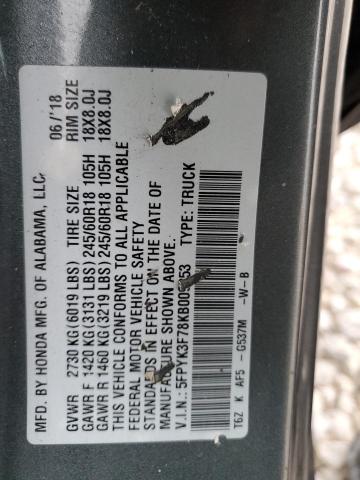 MFD. BY HONDA MFG. OF ALABAMA, LLC. 06/'18
GVWR 2730 KG(6019 LBS) TIRE SIZE RIM SIZE
GAWR F 1420 KG(3131 LBS) 245/60R18 105H 18X8.0J
GAWR R 1460 KG(3219 LBS) 245/60R18 105H 18X8.0J
THIS VEHICLE CONFORMS TO ALL APPLICABLE
FEDERAL MOTOR VEHICLE SAFETY
IN EFFECT ON THE DATE OF
MANUFACTURE SHOWN ABOVE.
V.I.N.: TYPE: TRUCK
T6Z K AF5 - G537M -W-B